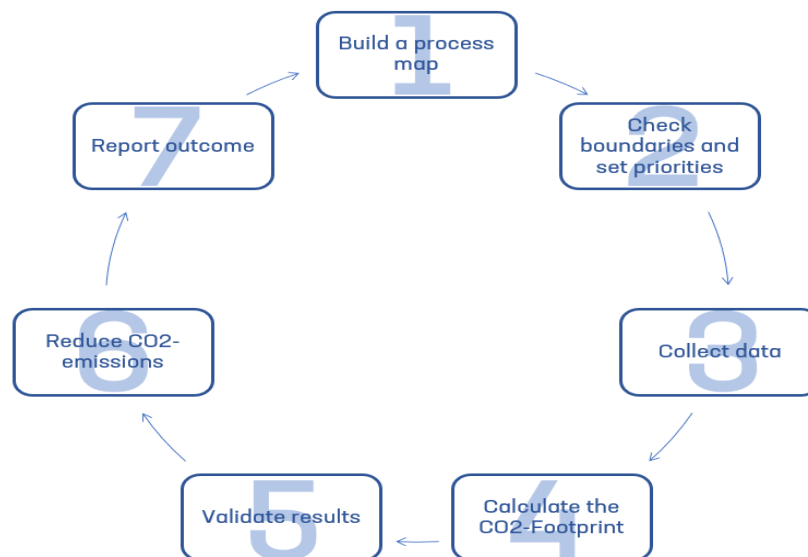 1
Build a process
map
2
Check
boundaries and
set priorities
3
Collect data
4
Calculate the
CO2-Footprint
5
Validate results
6
Reduce CO2-
emissions
7
Report outcome